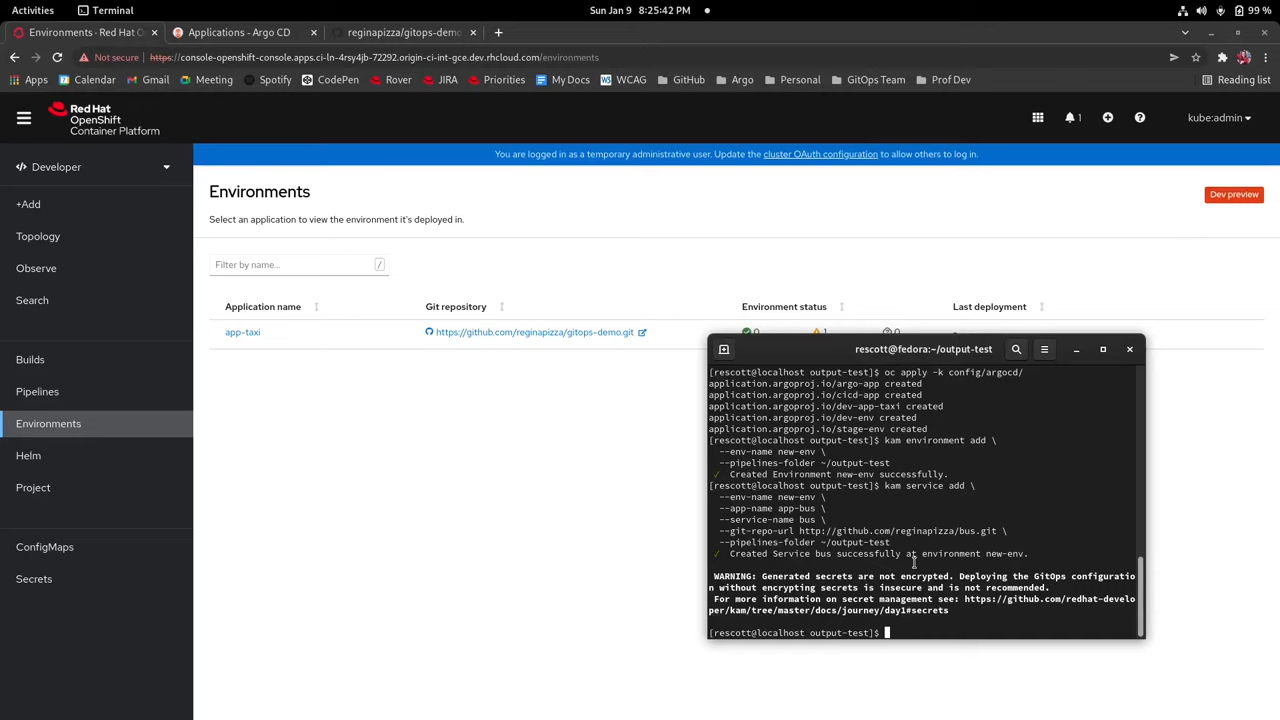 Activities
Terminal
Sun Jan 9 8:25:42 PM
99 %
Environments · Red Hat O
Applications - Argo CD
reginapizza/gitops-demo
Not secure
https://console-openshift-console.apps.ci-ln-4rsy4jb-72292.origin-ci-int-gce.dev.rhcloud.com/environments
Apps
Calendar
Gmail
Meeting
Spotify
CodePen
Rover
JIRA
Priorities
My Docs
WCAG
GitHub
Argo
Personal
GitOps Team
Prof Dev
Reading list
Red Hat
OpenShift
Container Platform
1
kube:admin
Developer
You are logged in as a temporary administrative user. Update the cluster OAuth configuration to allow others to log in.
+Add
Topology
Observe
Search
Builds
Pipelines
Environments
Helm
Project
ConfigMaps
Secrets
Environments
Dev preview
Select an application to view the environment it's deployed in.
Filter by name...
/
Application name
Git repository
Environment status
Last deployment
app-taxi
https://github.com/reginapizza/gitops-demo.git
0
1
0
-
rescott@fedora:~/output-test
[rescott@localhost output-test]$ oc apply -k config/argocd/
application.argoproj.io/argo-app created
application.argoproj.io/cicd-app created
application.argoproj.io/dev-app-taxi created
application.argoproj.io/dev-env created
application.argoproj.io/stage-env created
[rescott@localhost output-test]$ kam environment add \
--env-name new-env \
--pipelines-folder ~/output-test
✓ Created Environment new-env successfully.
[rescott@localhost output-test]$ kam service add \
--env-name new-env \
--app-name app-bus \
--service-name bus \
--git-repo-url http://github.com/reginapizza/bus.git \
--pipelines-folder ~/output-test
✓ Created Service bus successfully at environment new-env.
WARNING: Generated secrets are not encrypted. Deploying the GitOps configuratio
n without encrypting secrets is insecure and is not recommended.
For more information on secret management see: https://github.com/redhat-develo
per/kam/tree/master/docs/journey/day1#secrets
[rescott@localhost output-test]$